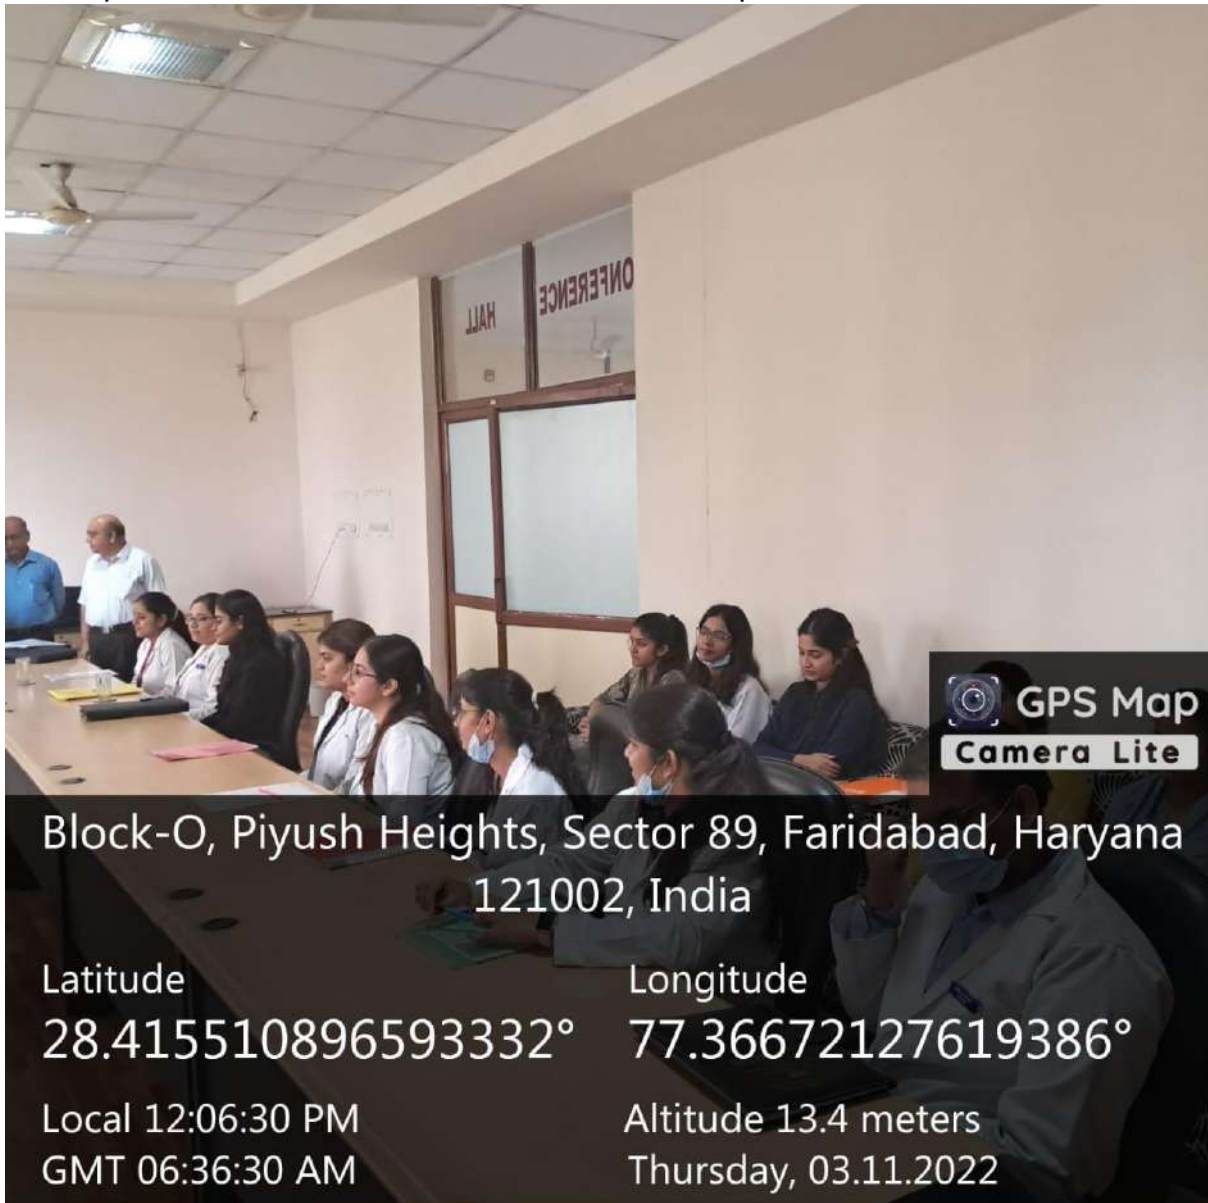 HALL
ONFERENCE
GPS Map
Camera Lite
Block-O, Piyush Heights, Sector 89, Faridabad, Haryana
121002, India
Latitude
Longitude
28.415510896593332°
77.36672127619386°
Local 12:06:30 PM
Altitude 13.4 meters
GMT 06:36:30 AM
Thursday, 03.11.2022